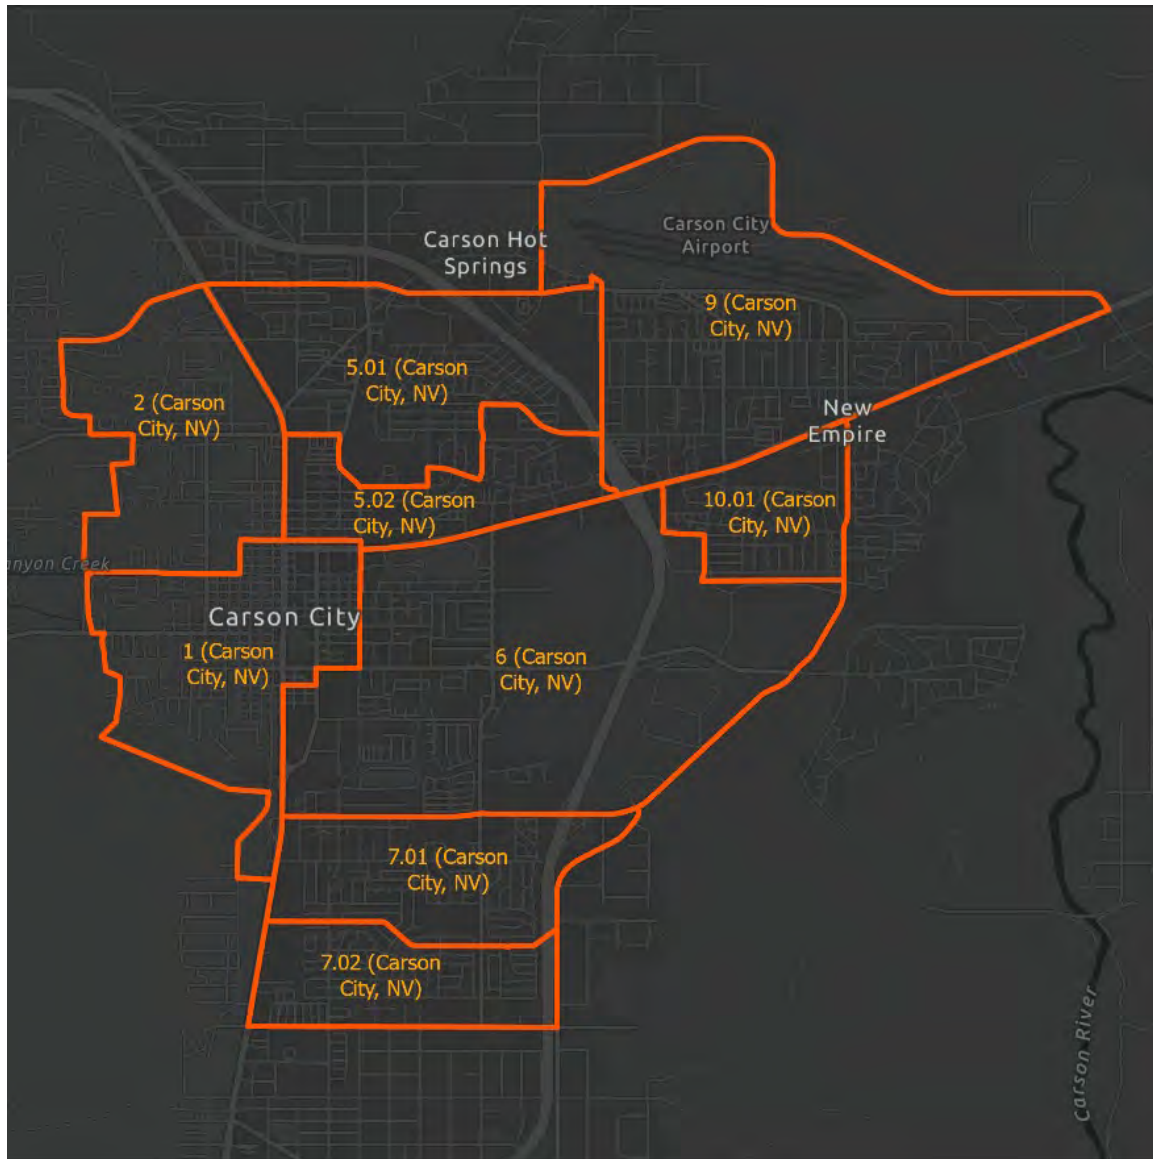 Carson City
Airport
Carson Hot
Springs
9 (Carson
City, NV)
5.01 (Carson
City, NV)
2 (Carson
City, NV)
New
Empire
5.02 (Carson
City, NV)
10.01 (Carson
City, NV)
anyon Creek
Carson City
1 (Carson
City, NV)
6 (Carson
City, NV)
7.01 (Carson
City, NV)
7.02 (Carson
City, NV)
Carson River